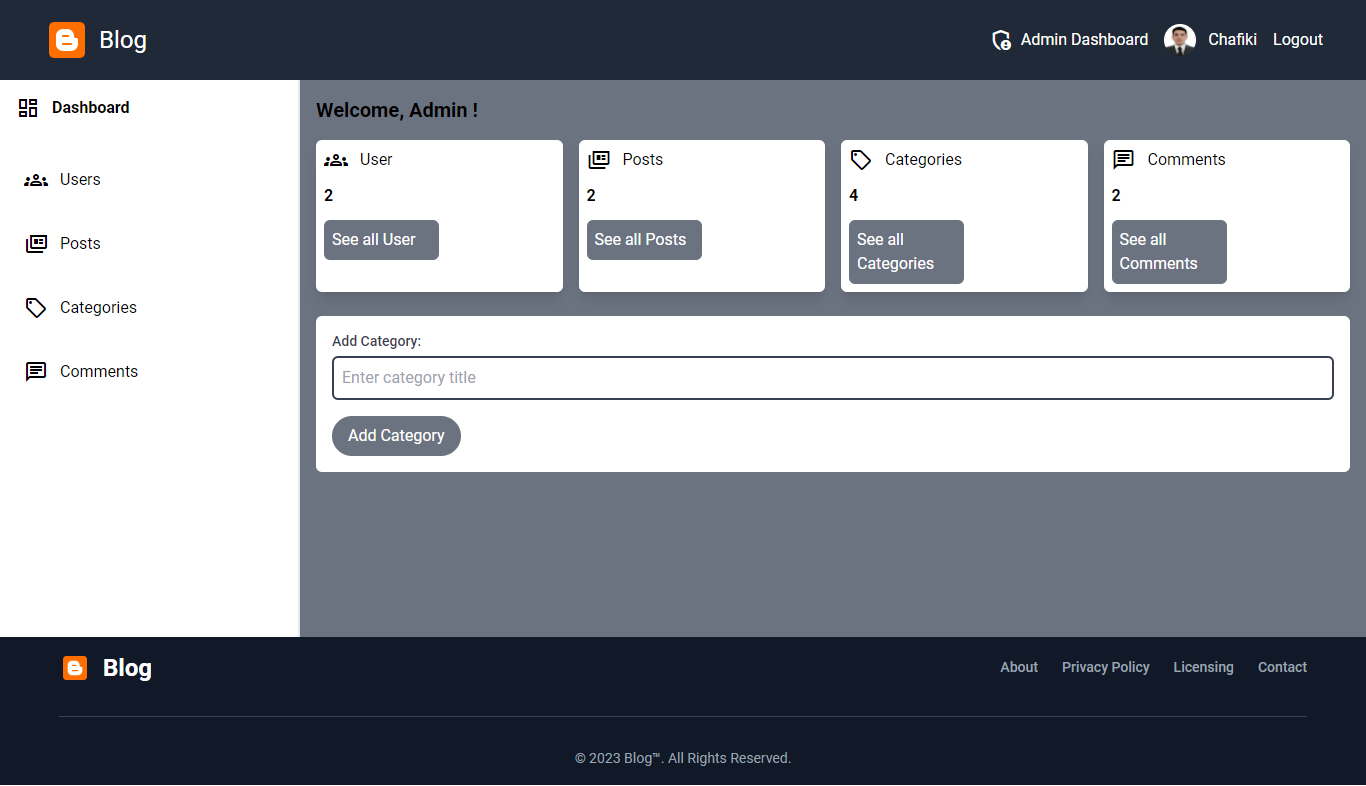 Blog
Admin Dashboard
Chafiki
Logout
Dashboard
Users
Posts
Categories
Comments
Welcome, Admin !
User
2
See all User
Posts
2
See all Posts
Categories
4
See all
Categories
Comments
2
See all
Comments
Add Category:
Enter category title
Add Category
Blog
About
Privacy Policy
Licensing
Contact
© 2023 Blog™. All Rights Reserved.